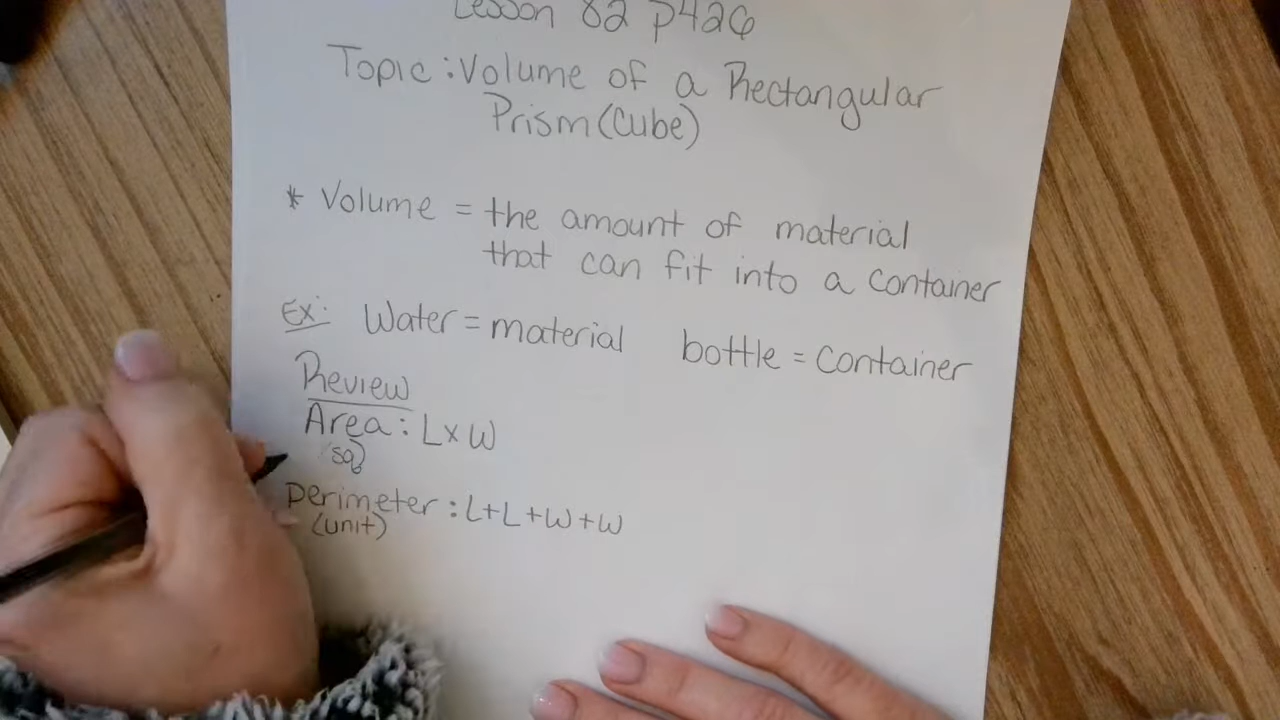 Lesson 82 p426
Topic: Volume of a Rectangular
Prism (Cube)
* Volume = the amount of material
that can fit into a container
Ex: Water = material bottle = Container
Review
Area: L x W
(sq)
perimeter: L+L+W+W
(unit)